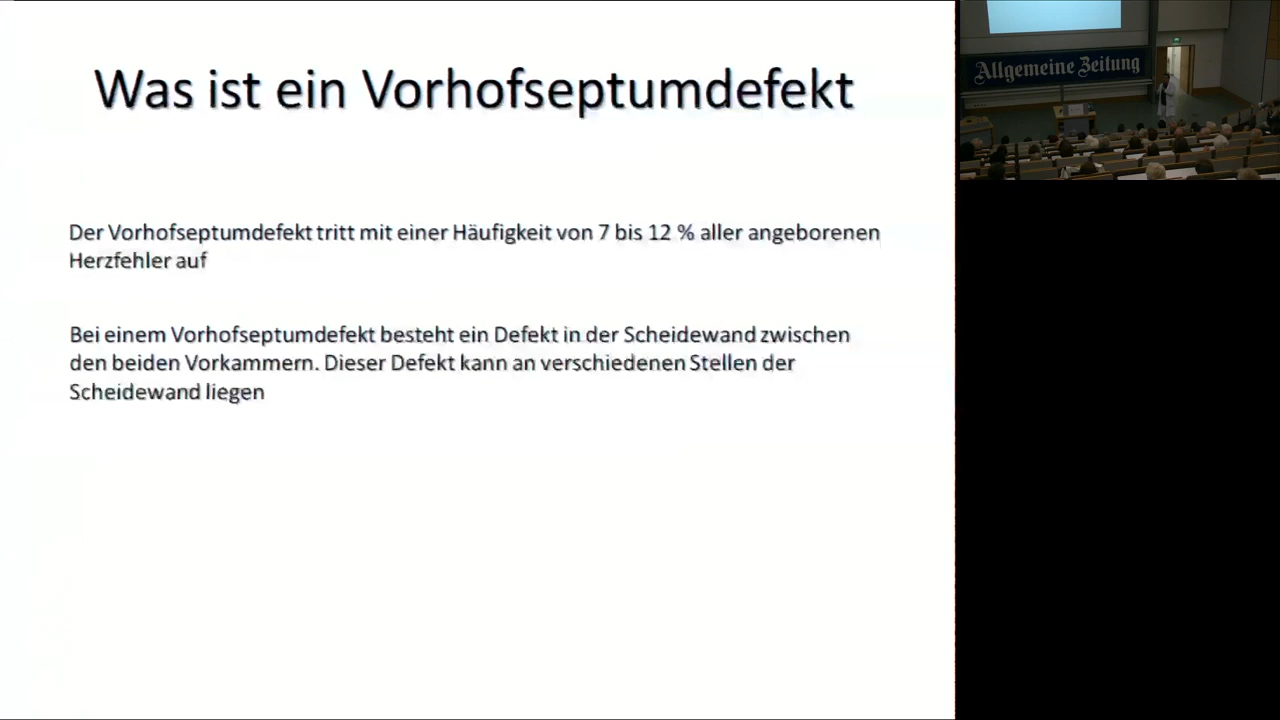 Was ist ein Vorhofseptumdefekt
Der Vorhofseptumdefekt tritt mit einer Häufigkeit von 7 bis 12 % aller angeborenen
Herzfehler auf
Bei einem Vorhofseptumdefekt besteht ein Defekt in der Scheidewand zwischen
den beiden Vorkammern. Dieser Defekt kann an verschiedenen Stellen der
Scheidewand liegen
Allgemeine Zeitung